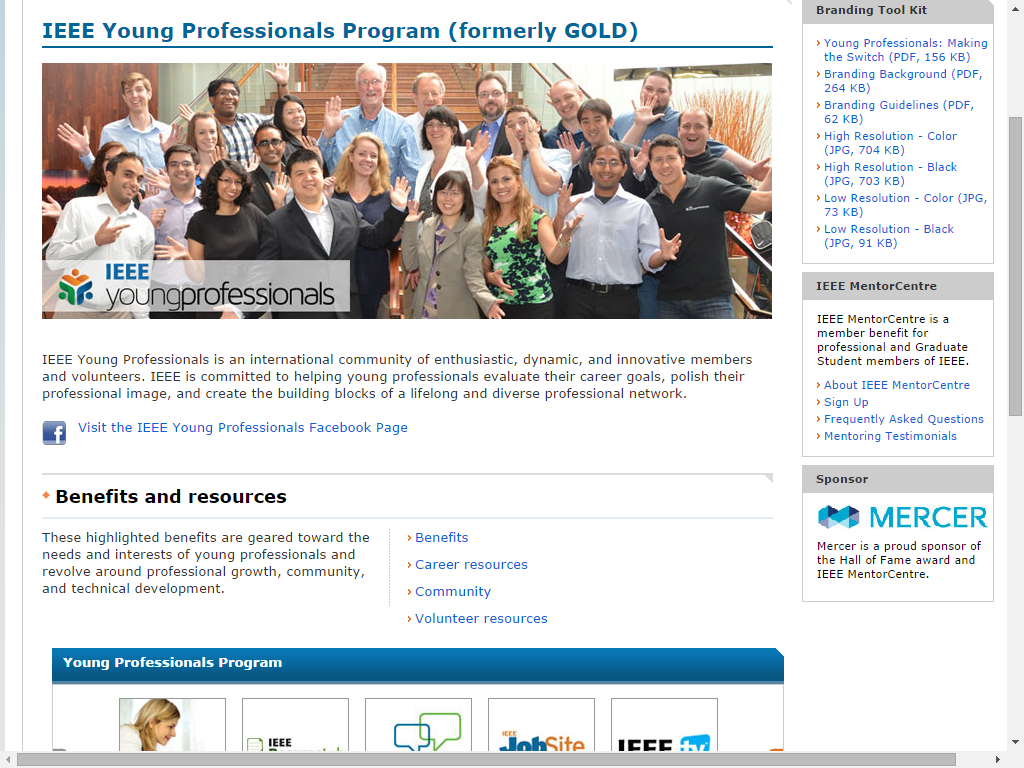 IEEE Young Professionals Program (formerly GOLD)
IEEE
youngprofessionals
IEEE Young Professionals is an international community of enthusiastic, dynamic, and innovative members
and volunteers. IEEE is committed to helping young professionals evaluate their career goals, polish their
professional image, and create the building blocks of a lifelong and diverse professional network.
Visit the IEEE Young Professionals Facebook Page
Benefits and resources
These highlighted benefits are geared toward the
needs and interests of young professionals and
revolve around professional growth, community,
and technical development.
Benefits
Career resources
Community
Volunteer resources
Young Professionals Program
IEEE
IEEE
JobSite
IEEE tv
Branding Tool Kit
Young Professionals: Making
the Switch (PDF, 156 KB)
Branding Background (PDF,
264 KB)
Branding Guidelines (PDF,
62 KB)
High Resolution - Color
(JPG, 704 KB)
High Resolution - Black
(JPG, 703 KB)
Low Resolution - Color (JPG,
73 KB)
Low Resolution - Black
(JPG, 91 KB)
IEEE MentorCentre
IEEE MentorCentre is a
member benefit for
professional and Graduate
Student members of IEEE.
About IEEE MentorCentre
Sign Up
Frequently Asked Questions
Mentoring Testimonials
Sponsor
MERCER
Mercer is a proud sponsor of
the Hall of Fame award and
IEEE MentorCentre.